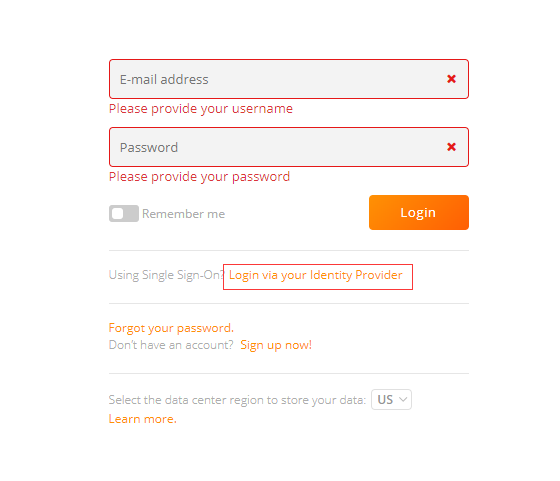 E-mail address
Please provide your username
Password
Please provide your password
Remember me
Login
Using Single Sign-On? Login via your Identity Provider
Forgot your password.
Don't have an account? Sign up now!
Select the data center region to store your data: US
Learn more.